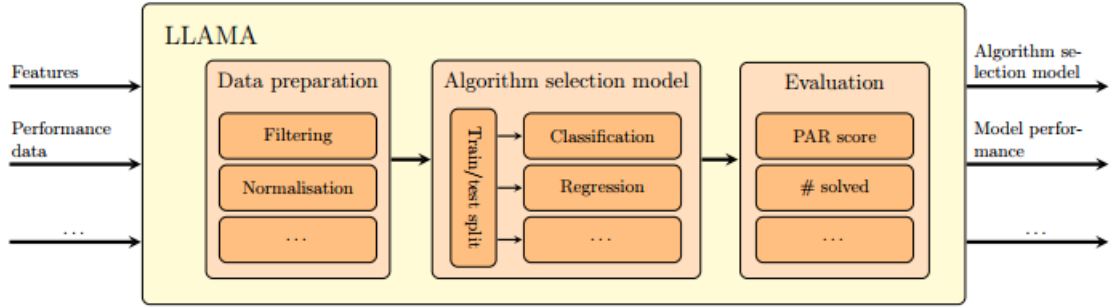 LLAMA
Features
Performance
data
...
Data preparation
Filtering
Normalisation
...
Algorithm selection model
Train/test split
Classification
Regression
...
Evaluation
PAR score
# solved
...
Algorithm se-
lection model
Model perfor-
mance
...